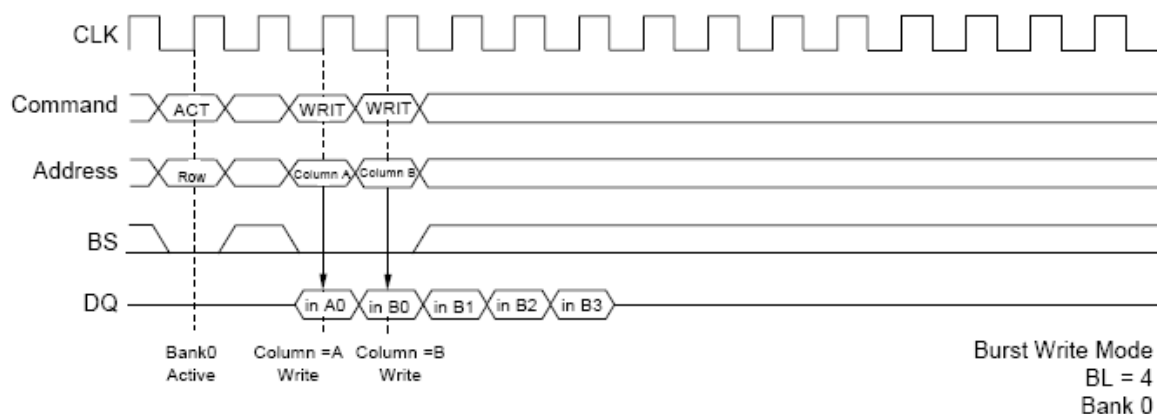 CLK
Command ACT WRIT WRIT
Address Row Column A Column B
BS
DQ in A0 in B0 in B1 in B2 in B3
Bank0 Column =A Column =B
Active Write Write
Burst Write Mode
BL = 4
Bank 0